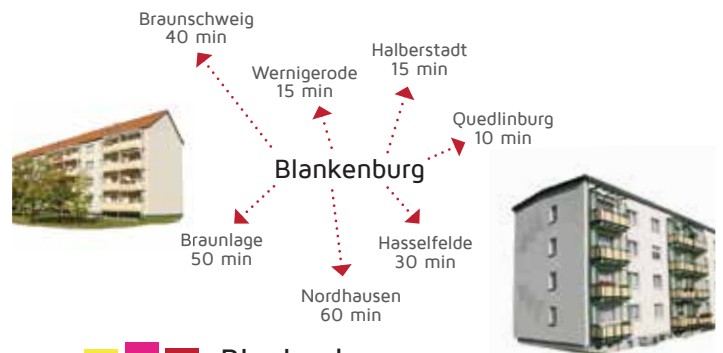 Braunschweig
40 min
Wernigerode
15 min
Halberstadt
15 min
Quedlinburg
10 min
Blankenburg
Braunlage
50 min
Nordhausen
60 min
Hasselfelde
30 min